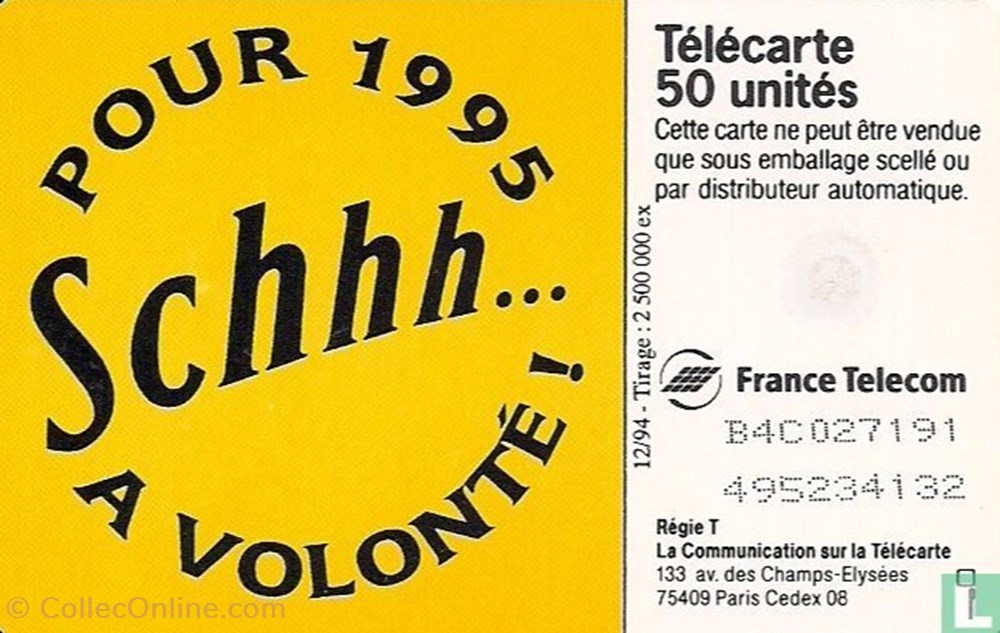 POUR 1995
Schhh...
A VOLONTÉ !
Télécarte
50 unités
Cette carte ne peut être vendue
que sous emballage scellé ou
par distributeur automatique.
12/94 - Tirage : 2 500 000 ex
France Telecom
B4C027191
495234132
Régie T
La Communication sur la Télécarte
133 av. des Champs-Elysées
75409 Paris Cedex 08
© CollecOnline.com
L